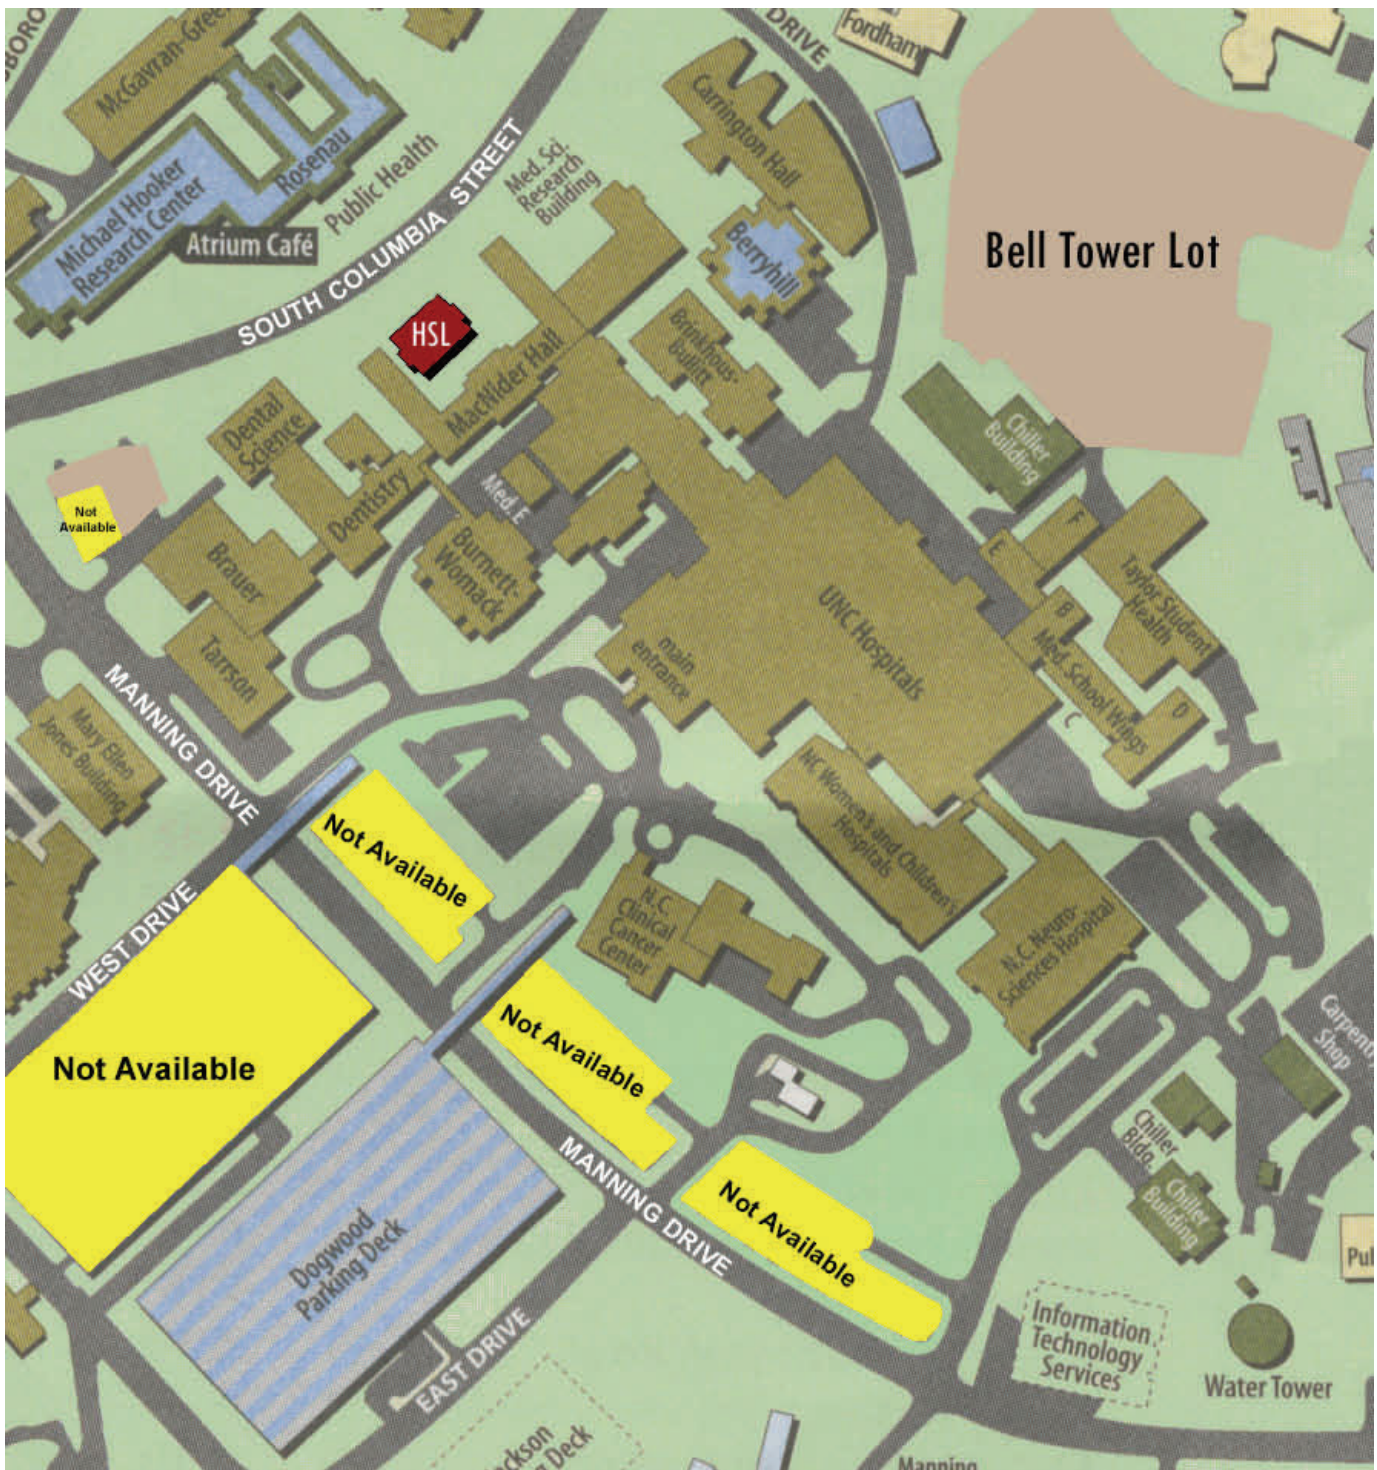 DRIVE
Fordham
McGavran-Gree
Carrington Hall
Michael Hooker
Research Center
Rosenau
Public Health
Atrium Café
SOUTH COLUMBIA STREET
Med. Sci.
Research
Building
Berryhill
Bell Tower Lot
HSL
MacNider Hall
Brinkhous-
Bullitt
Dental
Science
Dentistry
Chiller
Building
Not
Available
Med. E
Brauer
Burnett-
Womack
F
E
B
Taylor Student
Health
UNC Hospitals
main
entrance
Tarrson
Med. School Wings
C
D
MANNING DRIVE
Mary Ellen
Jones Building
NC Women's and Children's
Hospitals
Not Available
N.C.
Clinical
Cancer
Center
N.C. Neuro-
Sciences Hospital
WEST DRIVE
Not Available
Not Available
Carpentry
Shop
Chiller
Bldg.
Chiller
Building
MANNING DRIVE
Not Available
Dogwood
Parking Deck
EAST DRIVE
Information
Technology
Services
Water Tower
Pul
ckson
g Deck
Manning